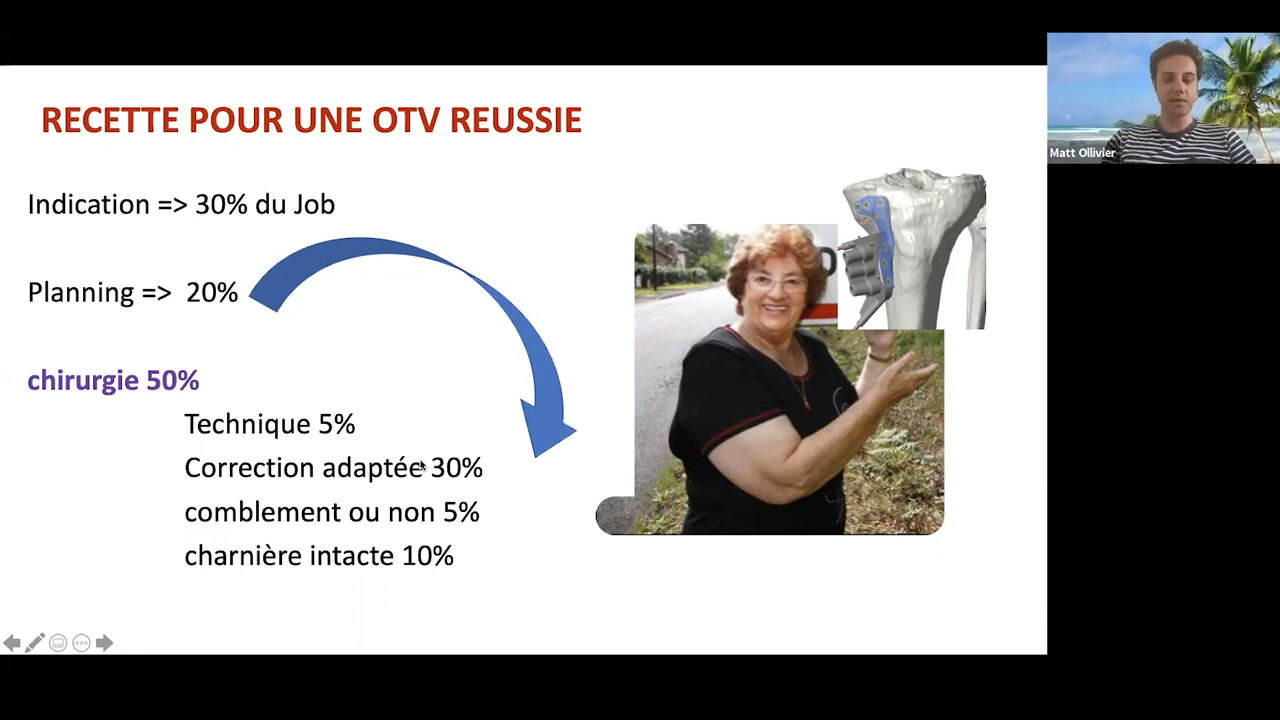 RECETTE POUR UNE OTV REUSSIE
Indication => 30% du Job
Planning => 20%
chirurgie 50%
Technique 5%
Correction adaptée 30%
comblement ou non 5%
charnière intacte 10%
Matt Ollivier